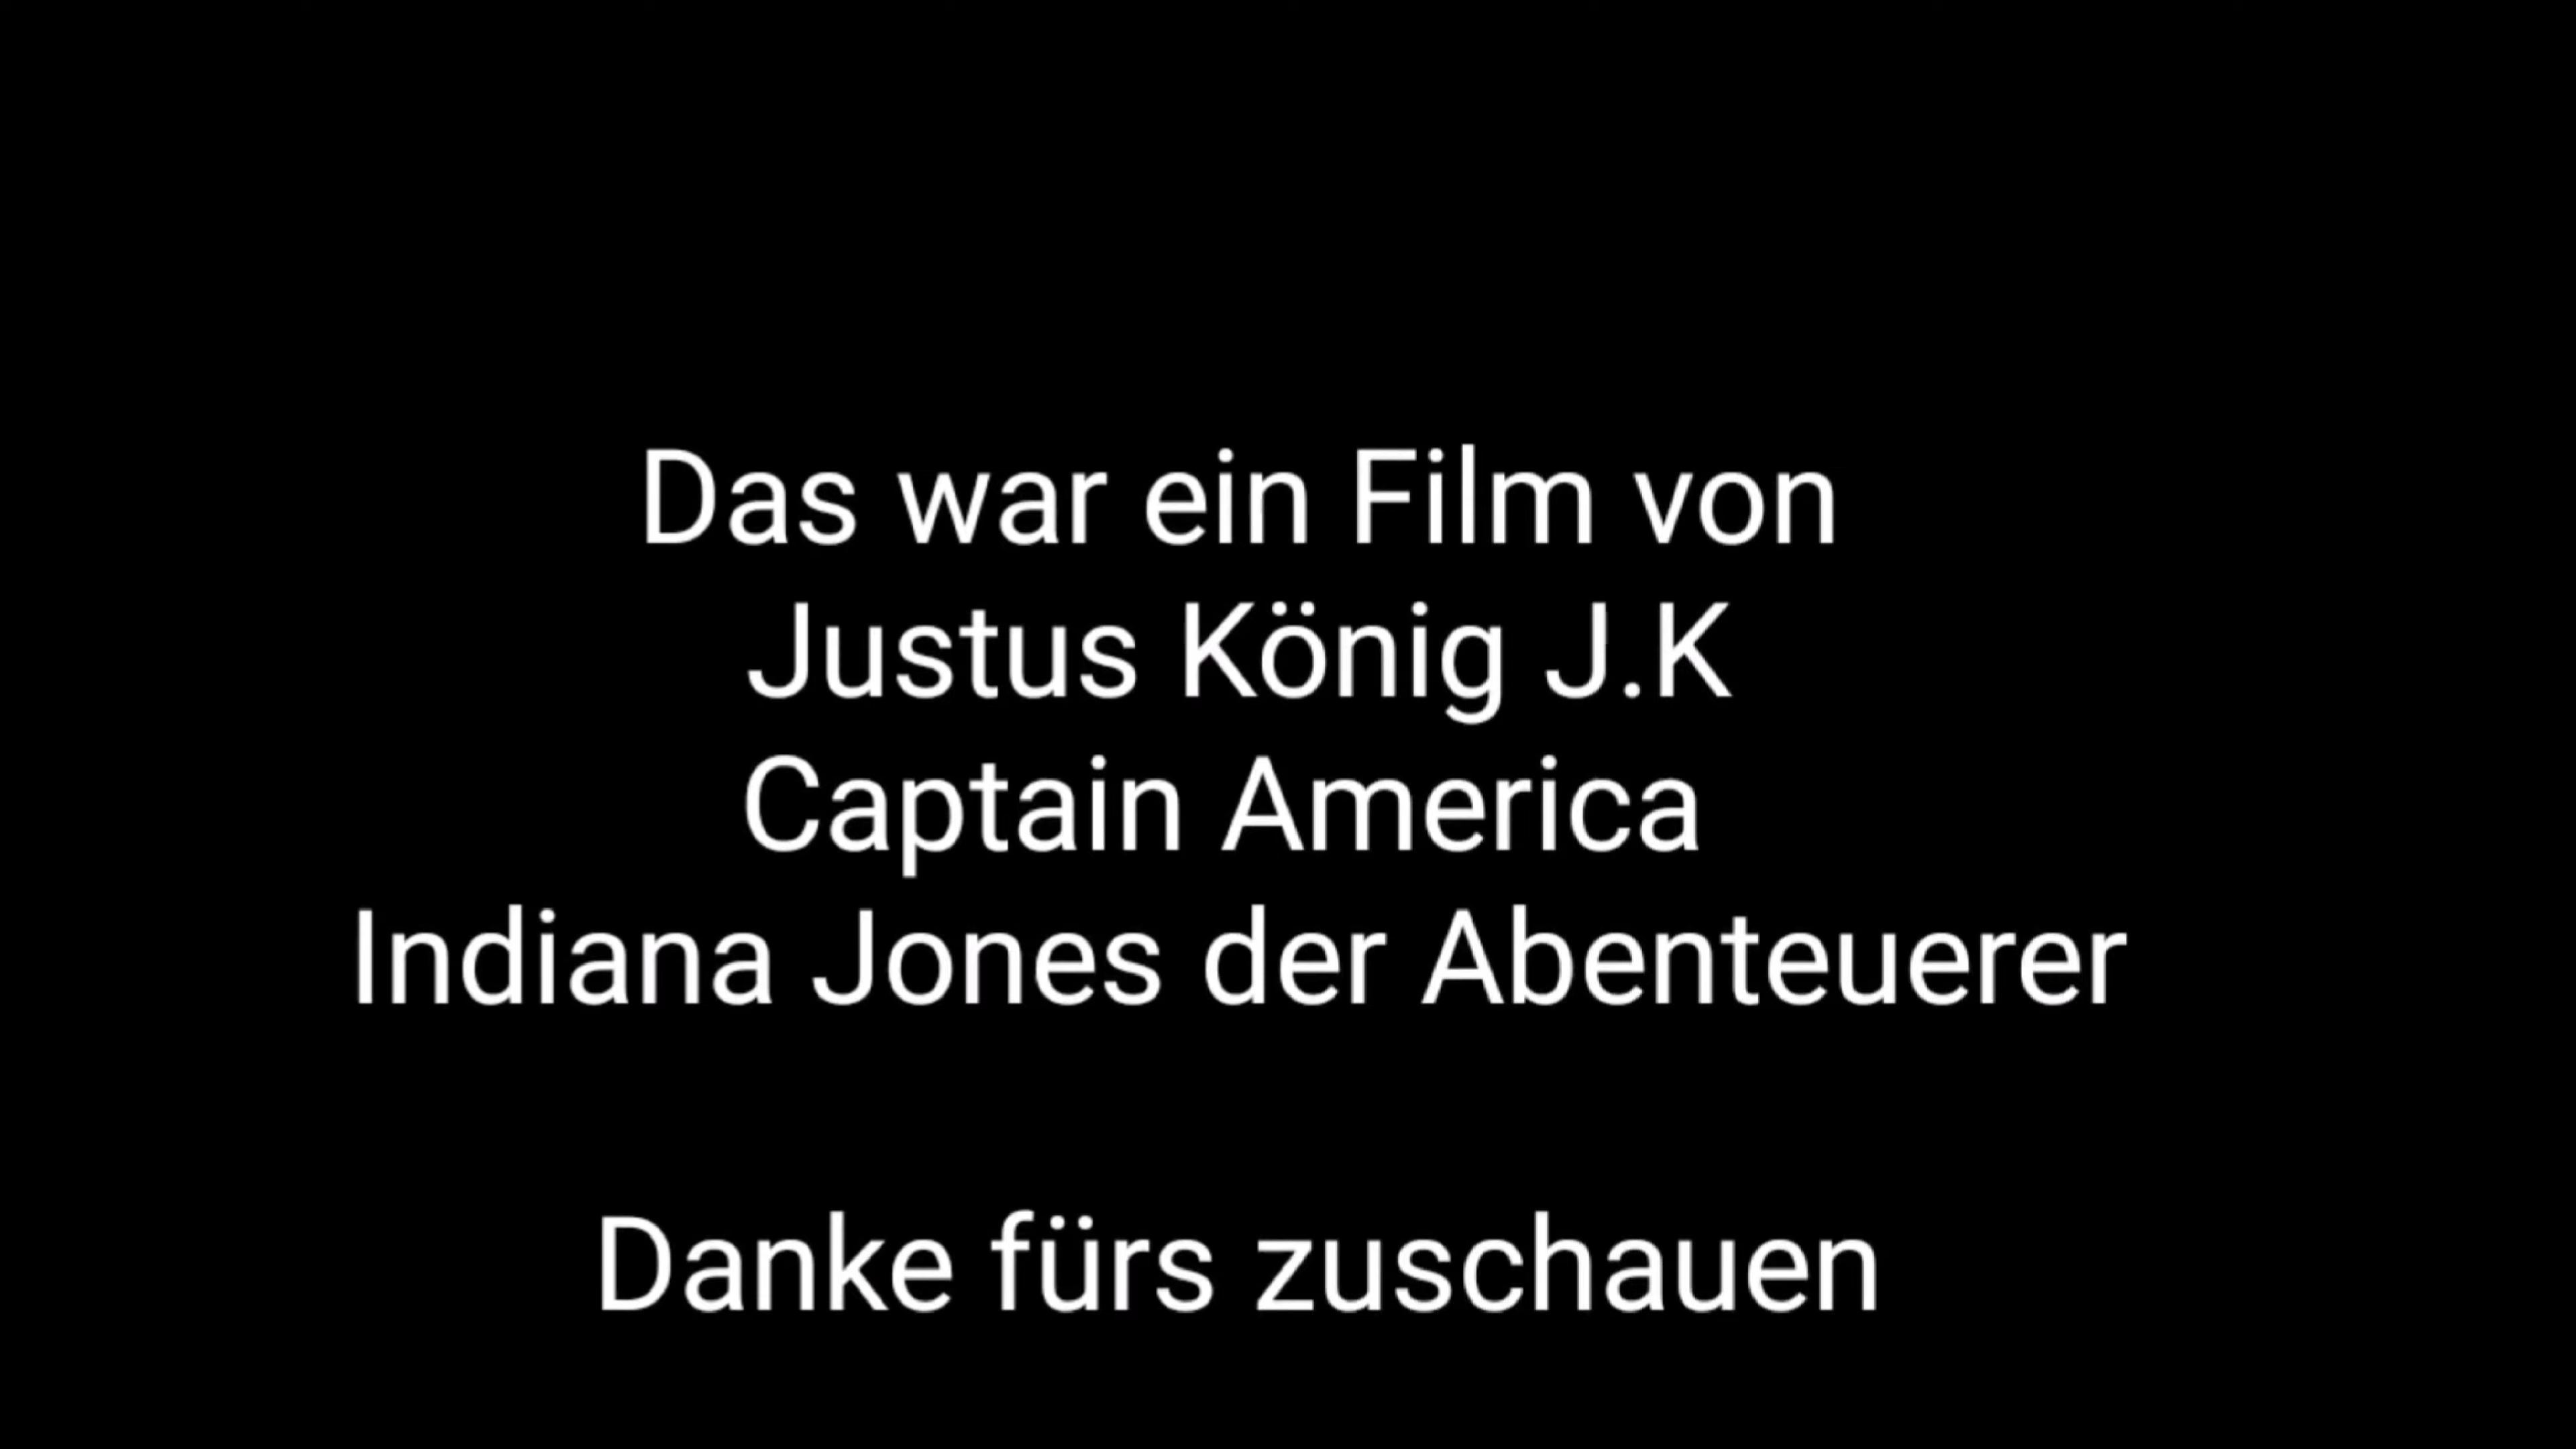 Das war ein Film von
Justus König J.K
Captain America
Indiana Jones der Abenteuerer
Danke fürs zuschauen